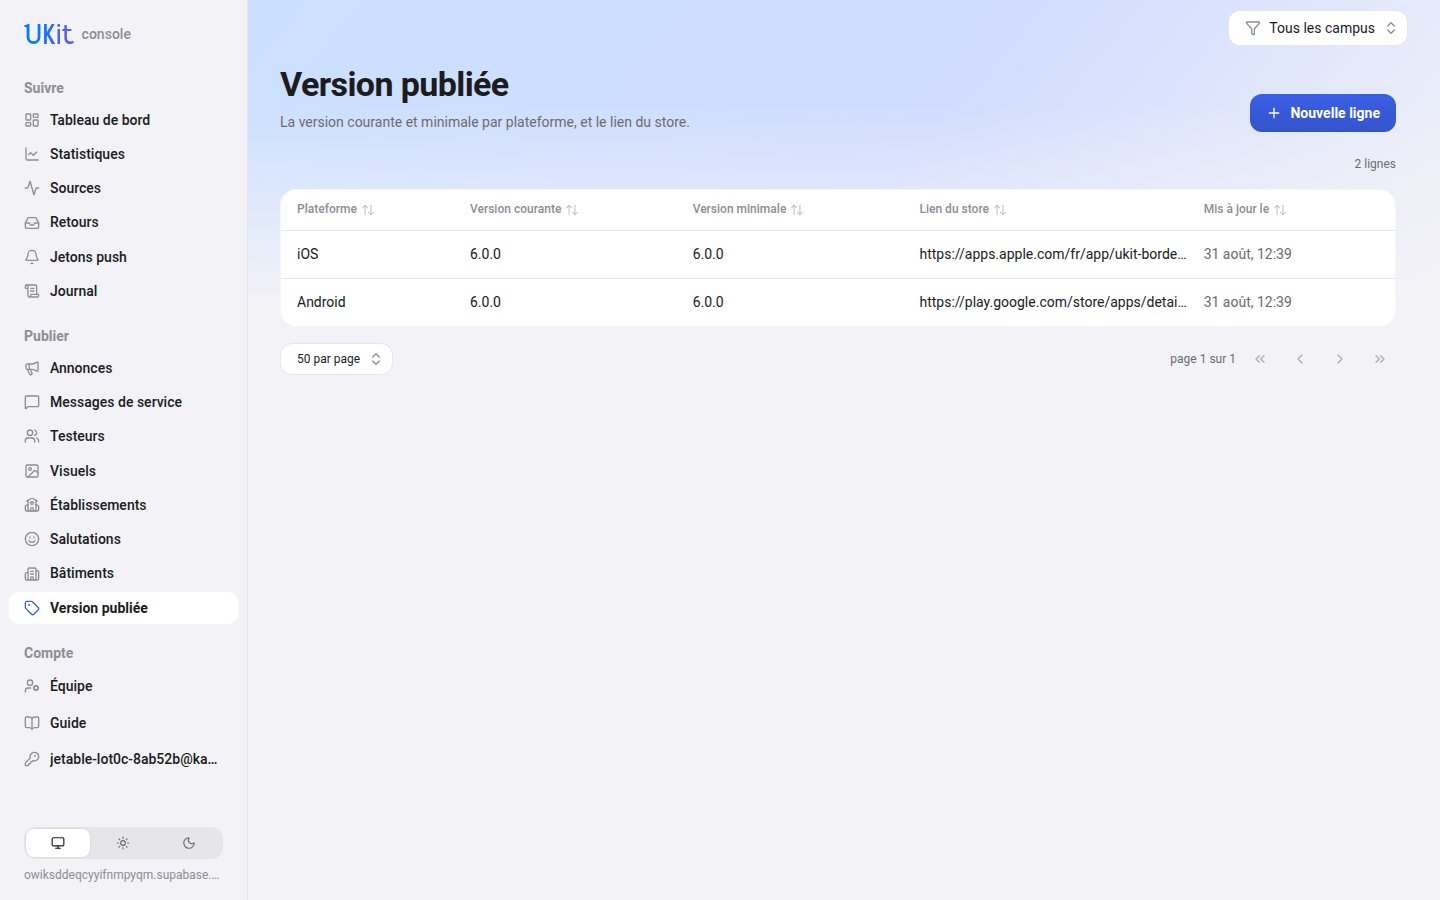 UKit console
Suivre
Tableau de bord
Statistiques
Sources
Retours
Jetons push
Journal
Publier
Annonces
Messages de service
Testeurs
Visuels
Établissements
Salutations
Bâtiments
Version publiée
Compte
Équipe
Guide
jetable-lot0c-8ab52b@ka...
owiksddeqcyyifnmpyqm.supabase....
Tous les campus
Version publiée
La version courante et minimale par plateforme, et le lien du store.
Nouvelle ligne
2 lignes
Plateforme Version courante Version minimale Lien du store Mis à jour le
iOS 6.0.0 6.0.0 https://apps.apple.com/fr/app/ukit-borde... 31 août, 12:39
Android 6.0.0 6.0.0 https://play.google.com/store/apps/detai... 31 août, 12:39
50 par page page 1 sur 1